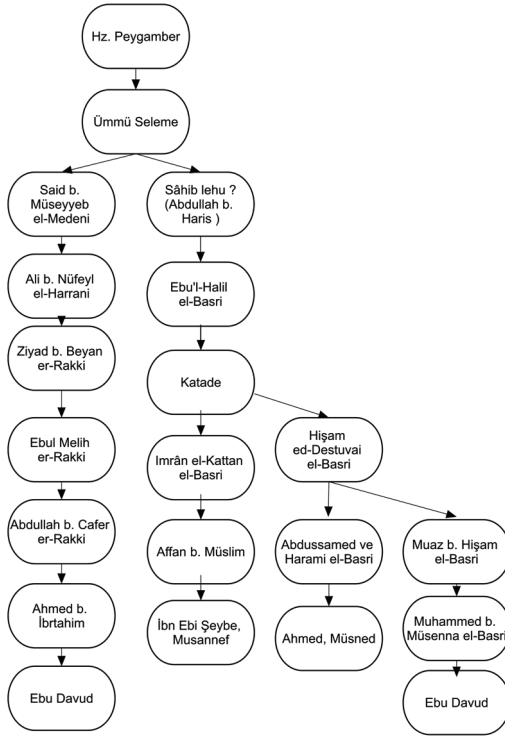 Hz. Peygamber
Ümmü Seleme
Said b.
Müseyyeb
el-Medeni
Sâhib lehu ?
(Abdullah b.
Haris )
Ali b. Nüfeyl
el-Harrani
Ebu'l-Halil
el-Basri
Ziyad b. Beyan
er-Rakki
Katade
Ebul Melih
er-Rakki
Imrân el-Kattan
el-Basri
Hişam
ed-Destuvai
el-Basri
Abdullah b. Cafer
er-Rakki
Affan b. Müslim
Abdussamed ve
Harami el-Basri
Muaz b. Hişam
el-Basri
Ahmed b.
İbrtahim
İbn Ebi Şeybe,
Musannef
Ahmed, Müsned
Muhammed b.
Müsenna el-Basri
Ebu Davud
Ebu Davud